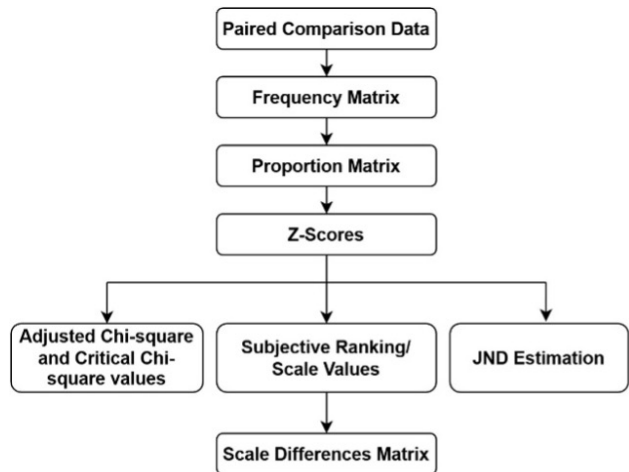 Paired Comparison Data
Frequency Matrix
Proportion Matrix
Z-Scores
Adjusted Chi-square
and Critical Chi-
square values
Subjective Ranking/
Scale Values
JND Estimation
Scale Differences Matrix